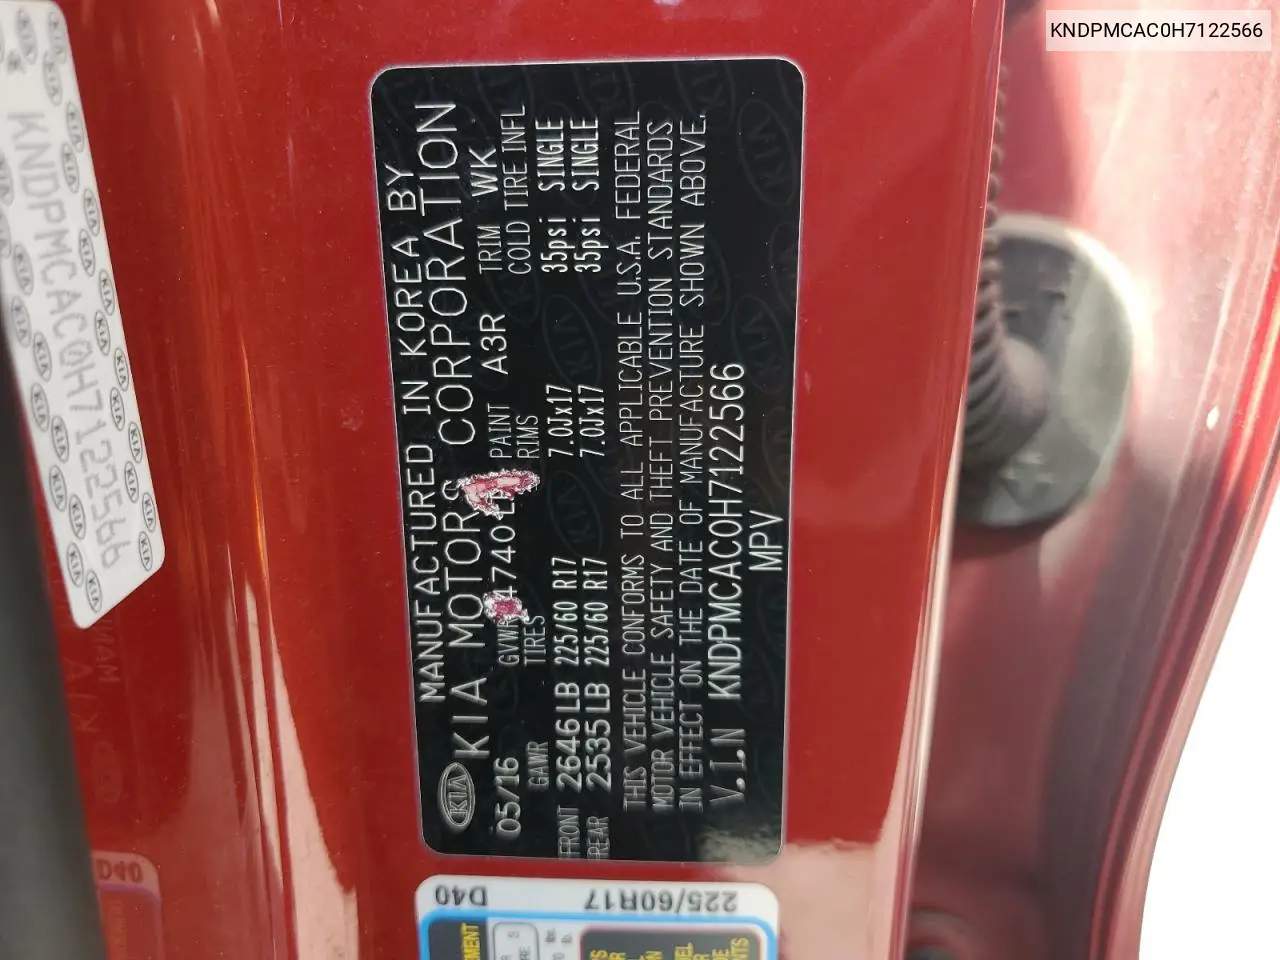 KNDPMCAC0H7122566
KNDPMCAC0H7122566
MANUFACTURED IN KOREA BY
KIA KIA MOTORS CORPORATION
05/16 GVWR 4740 PAINT A3R TRIM WK
GAWR TIRES RIMS COLD TIRE INFL
FRONT 2646LB 225/60 R17 7.0Jx17 35psi SINGLE
REAR 2535LB 225/60 R17 7.0Jx17 35psi SINGLE
THIS VEHICLE CONFORMS TO ALL APPLICABLE U.S.A. FEDERAL
MOTOR VEHICLE SAFETY AND THEFT PREVENTION STANDARDS
IN EFFECT ON THE DATE OF MANUFACTURE SHOWN ABOVE.
V.I.N KNDPMCAC0H7122566
MPV
D40
225/60R17
D40